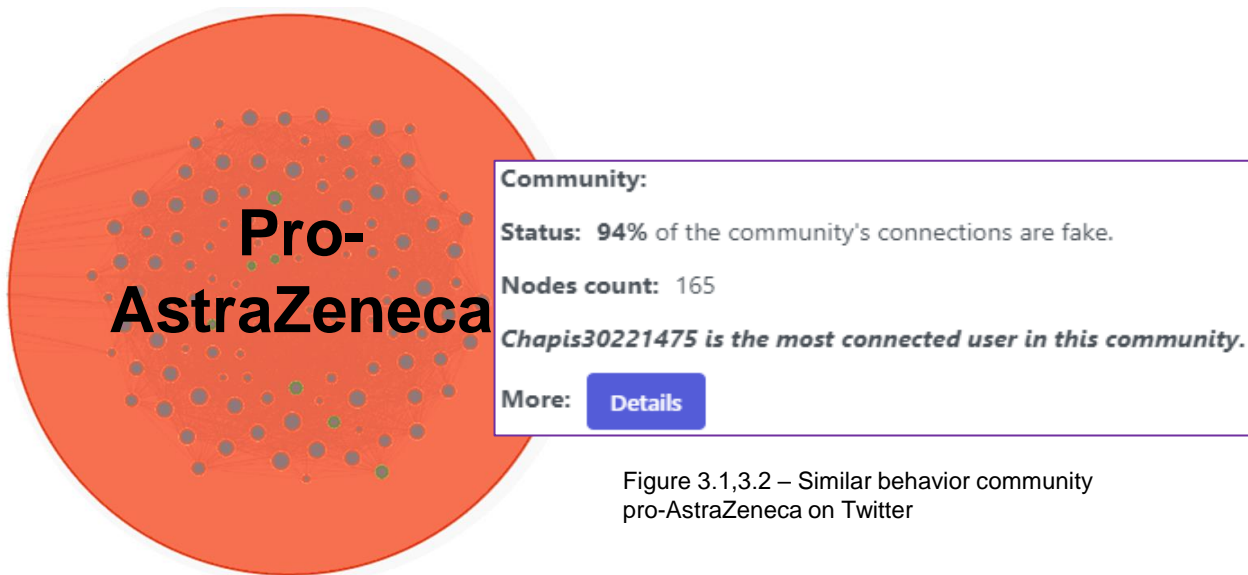 Pro-
AstraZeneca
Community:
Status: 94% of the community's connections are fake.
Nodes count: 165
Chapis30221475 is the most connected user in this community.
More: Details
Figure 3.1,3.2 – Similar behavior community
pro-AstraZeneca on Twitter